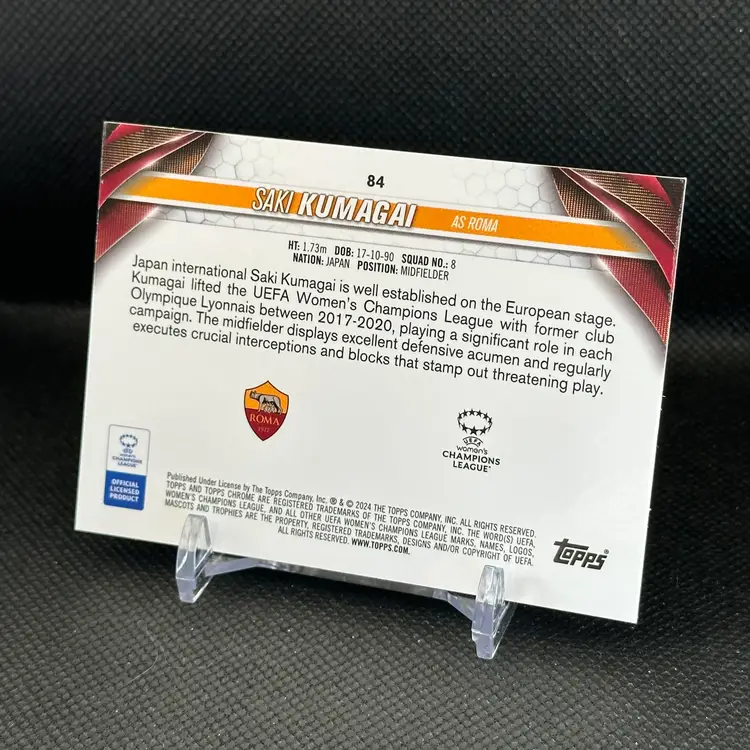 84
SAKI KUMAGAI AS ROMA
HT: 1.73m DOB: 17-10-90 SQUAD NO.: 8
NATION: JAPAN POSITION: MIDFIELDER
Japan international Saki Kumagai is well established on the European stage.
Kumagai lifted the UEFA Women's Champions League with former club
Olympique Lyonnais between 2017-2020, playing a significant role in each
campaign. The midfielder displays excellent defensive acumen and regularly
executes crucial interceptions and blocks that stamp out threatening play.
ROMA
1927
UEFA
women's
CHAMPIONS
LEAGUE™
UEFA
women's
CHAMPIONS
LEAGUE
OFFICIAL
LICENSED
PRODUCT
Published Under License by The Topps Company, Inc. ® & © 2024 THE TOPPS COMPANY, INC. ALL RIGHTS RESERVED.
TOPPS AND TOPPS CHROME ARE REGISTERED TRADEMARKS OF THE TOPPS COMPANY, INC. THE WORD(S) UEFA,
WOMEN'S CHAMPIONS LEAGUE, AND ALL OTHER UEFA WOMEN'S CHAMPIONS LEAGUE MARKS, NAMES, LOGOS,
MASCOTS AND TROPHIES ARE THE PROPERTY, REGISTERED TRADEMARKS, DESIGNS AND/OR COPYRIGHT OF UEFA.
ALL RIGHTS RESERVED. WWW.TOPPS.COM.
topps®